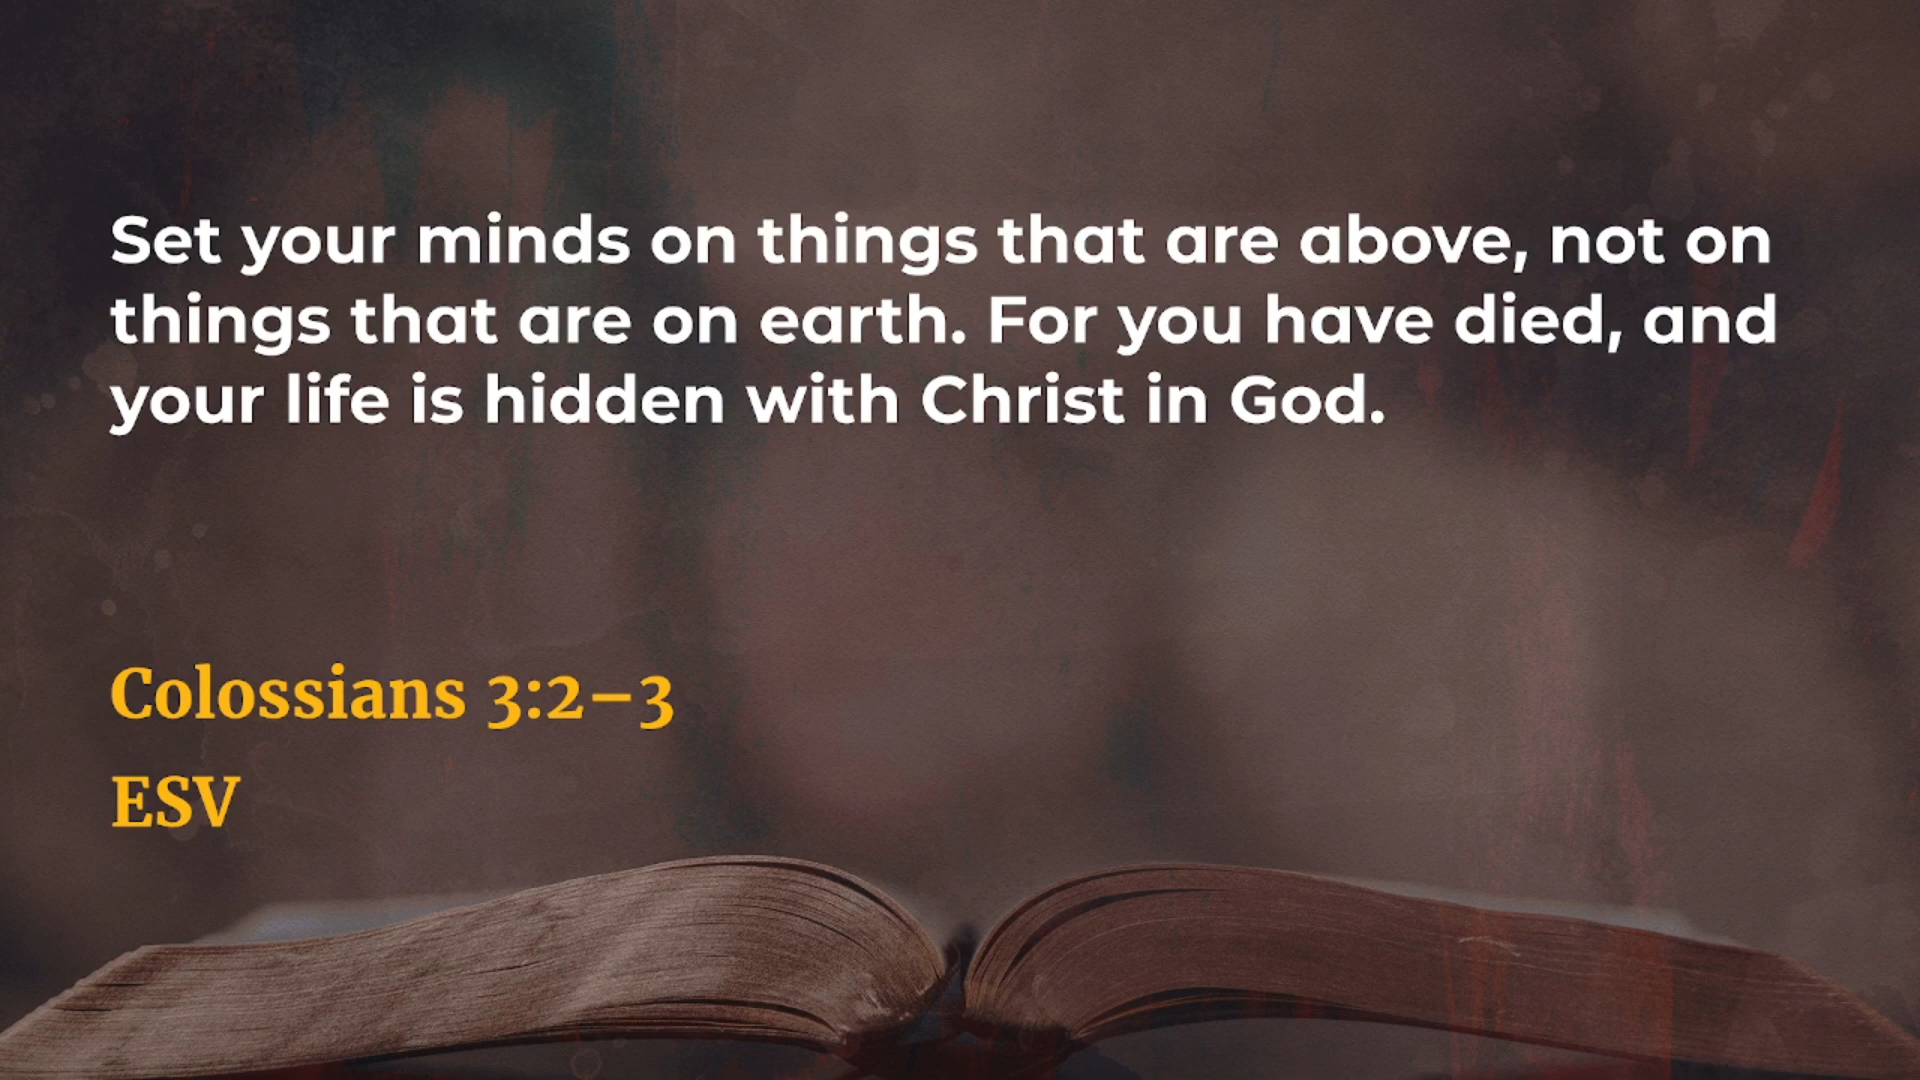 Set your minds on things that are above, not on
things that are on earth. For you have died, and
your life is hidden with Christ in God.
Colossians 3:2–3
ESV